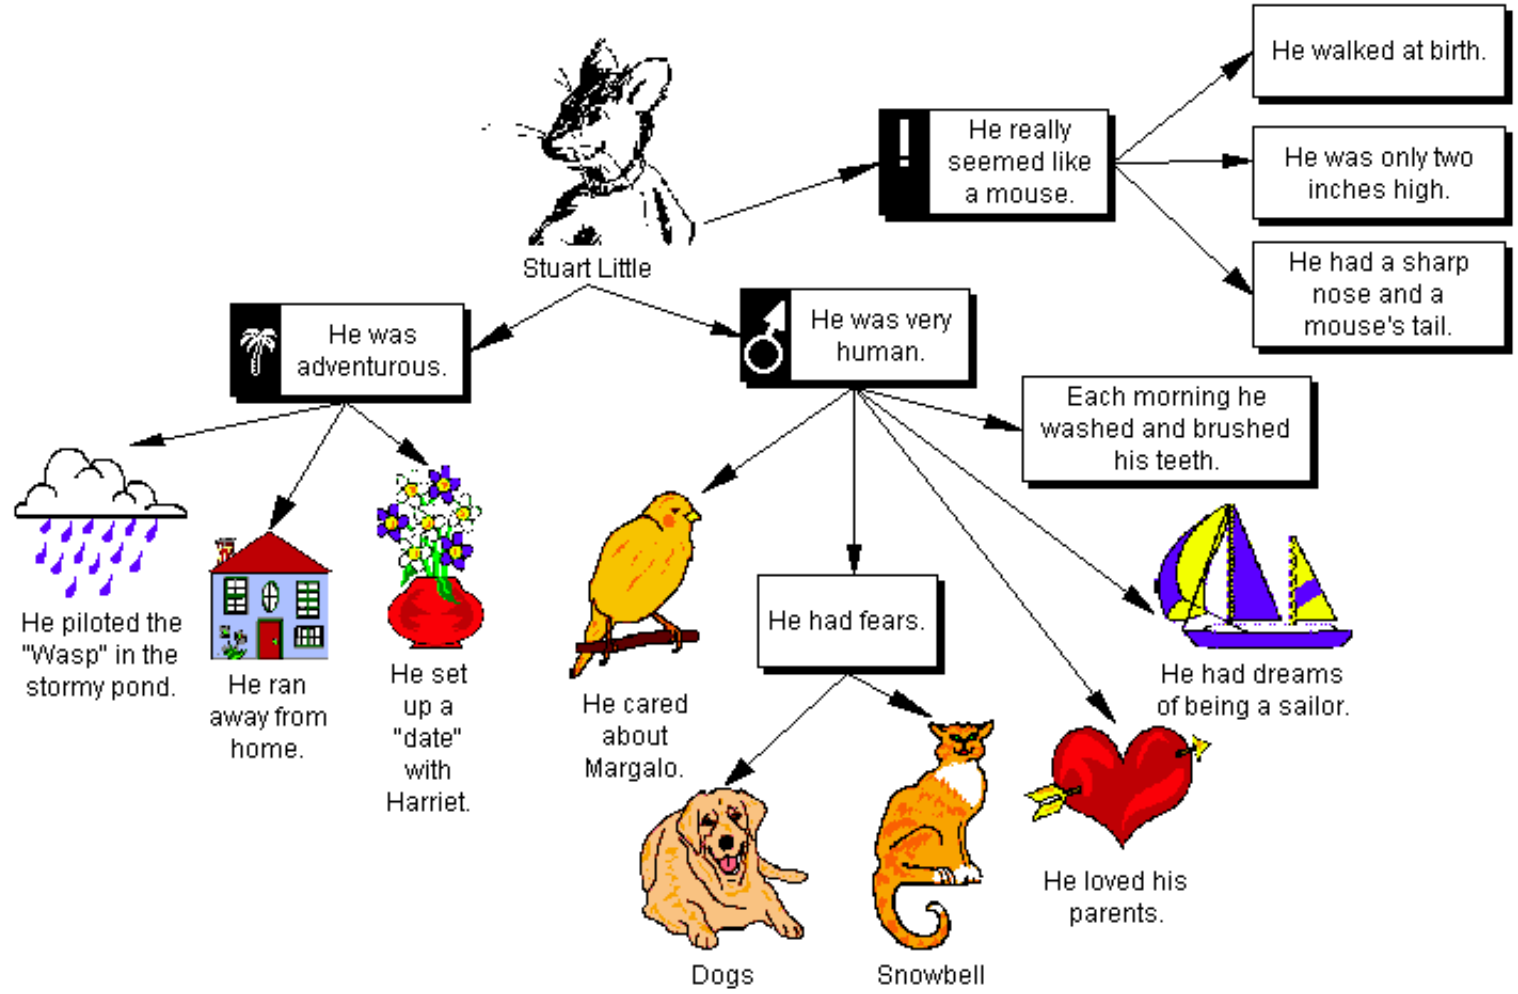 He walked at birth.
He really
seemed like
a mouse.
He was only two
inches high.
He had a sharp
nose and a
mouse's tail.
Stuart Little
He was
adventurous.
He was very
human.
Each morning he
washed and brushed
his teeth.
He piloted the
"Wasp" in the
stormy pond.
He ran
away from
home.
He set
up a
"date"
with
Harriet.
He cared
about
Margalo.
He had fears.
He had dreams
of being a sailor.
He loved his
parents.
Dogs
Snowbell